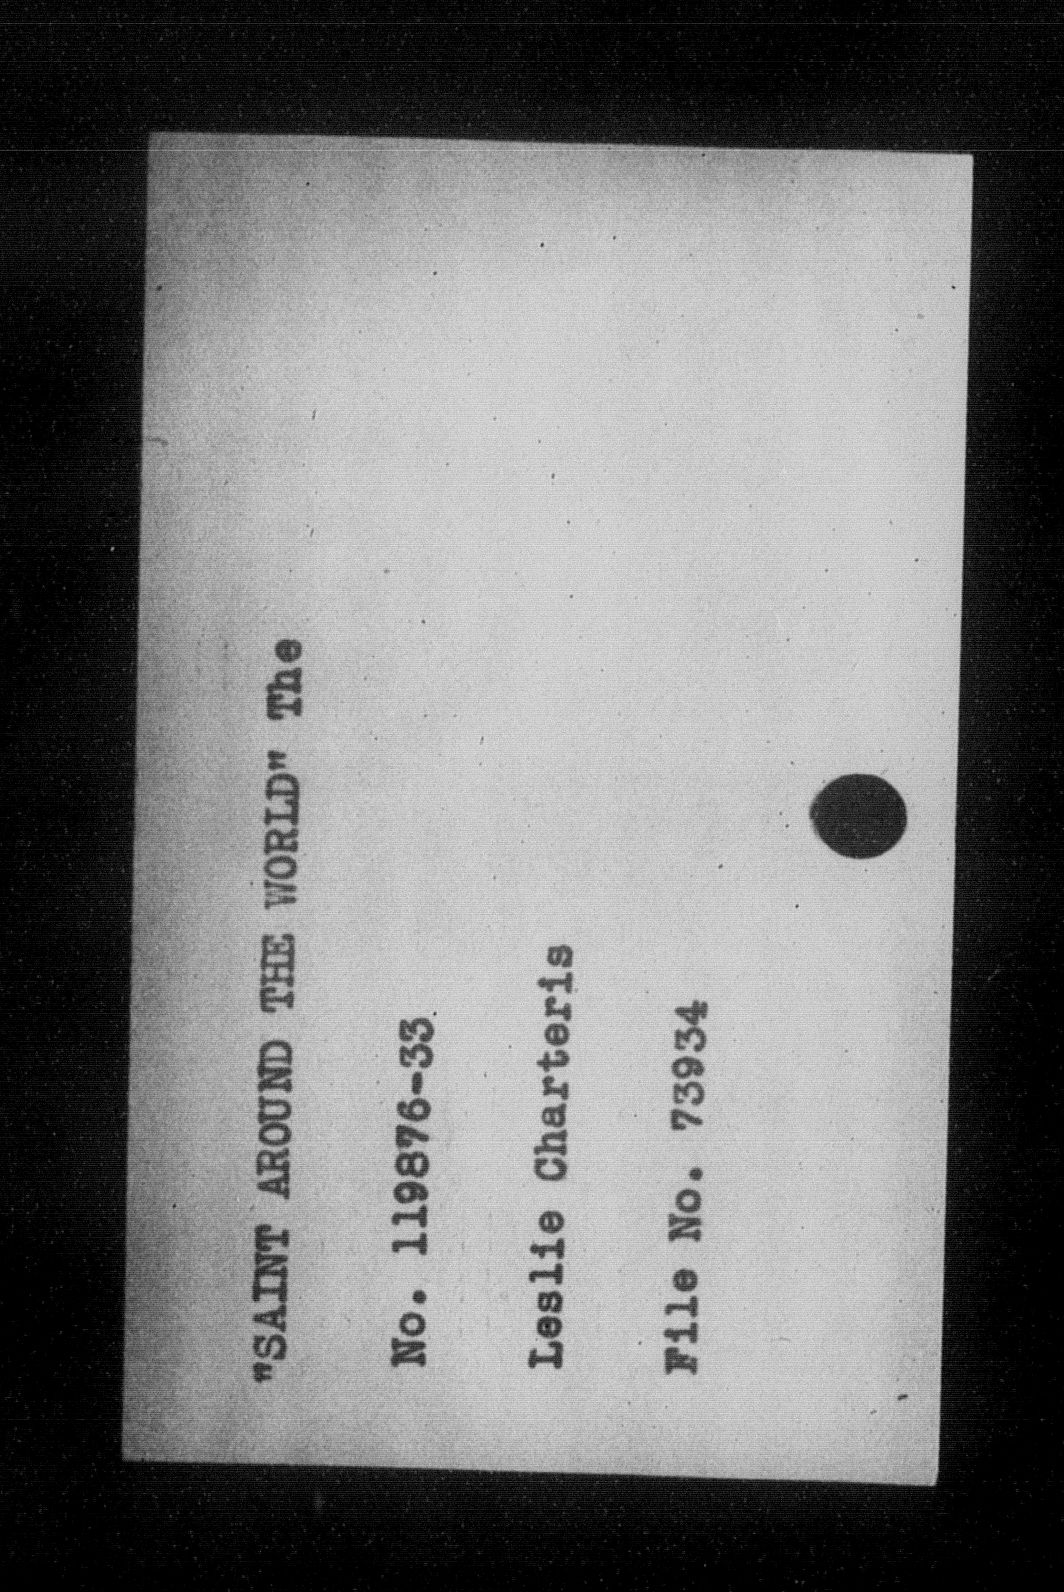 "SAINT AROUND THE WORLD" The
No. 119876-33
Leslie Charteris
File No. 73934